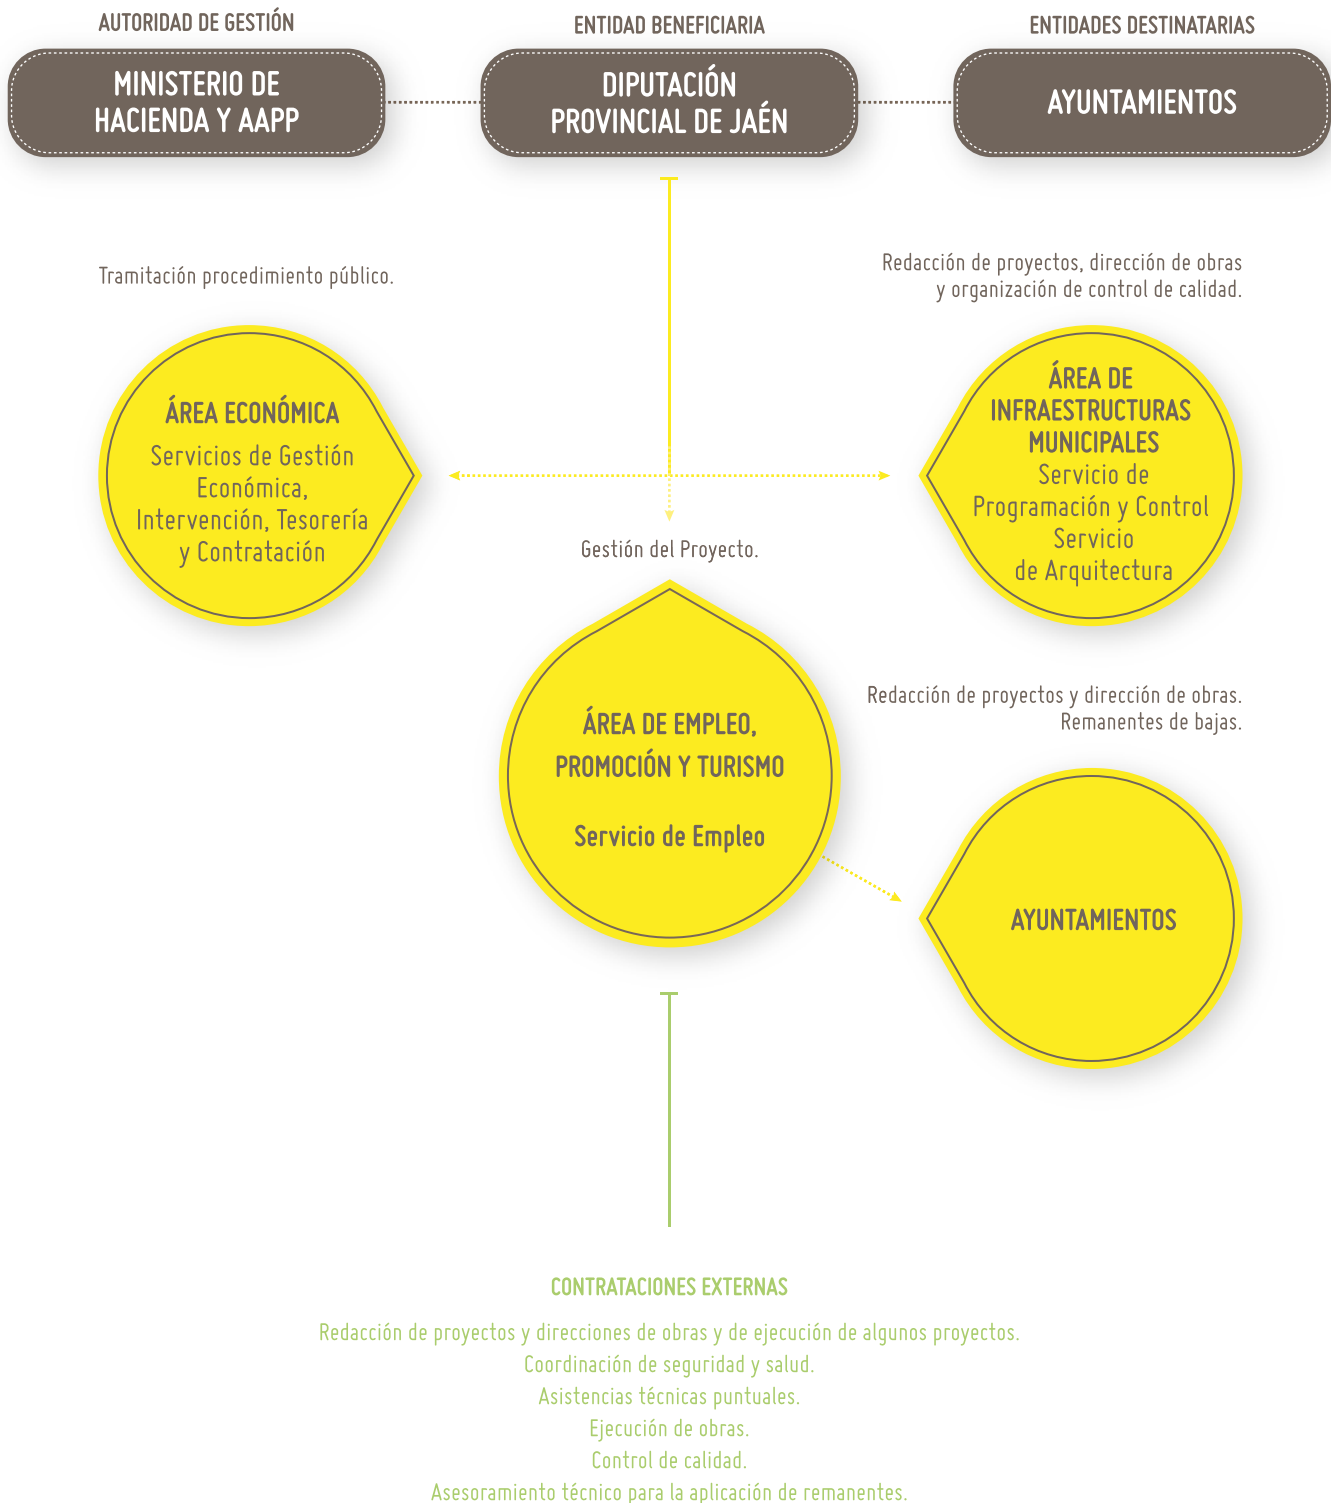 AUTORIDAD DE GESTIÓN
MINISTERIO DE
HACIENDA Y AAPP
ENTIDAD BENEFICIARIA
DIPUTACIÓN
PROVINCIAL DE JAÉN
ENTIDADES DESTINATARIAS
AYUNTAMIENTOS
Tramitación procedimiento público.
ÁREA ECONÓMICA
Servicios de Gestión
Económica,
Intervención, Tesorería
y Contratación
Redacción de proyectos, dirección de obras
y organización de control de calidad.
ÁREA DE
INFRAESTRUCTURAS
MUNICIPALES
Servicio de
Programación y Control
Servicio
de Arquitectura
Gestión del Proyecto.
ÁREA DE EMPLEO,
PROMOCIÓN Y TURISMO
Servicio de Empleo
Redacción de proyectos y dirección de obras.
Remanentes de bajas.
AYUNTAMIENTOS
CONTRATACIONES EXTERNAS
Redacción de proyectos y direcciones de obras y de ejecución de algunos proyectos.
Coordinación de seguridad y salud.
Asistencias técnicas puntuales.
Ejecución de obras.
Control de calidad.
Asesoramiento técnico para la aplicación de remanentes.